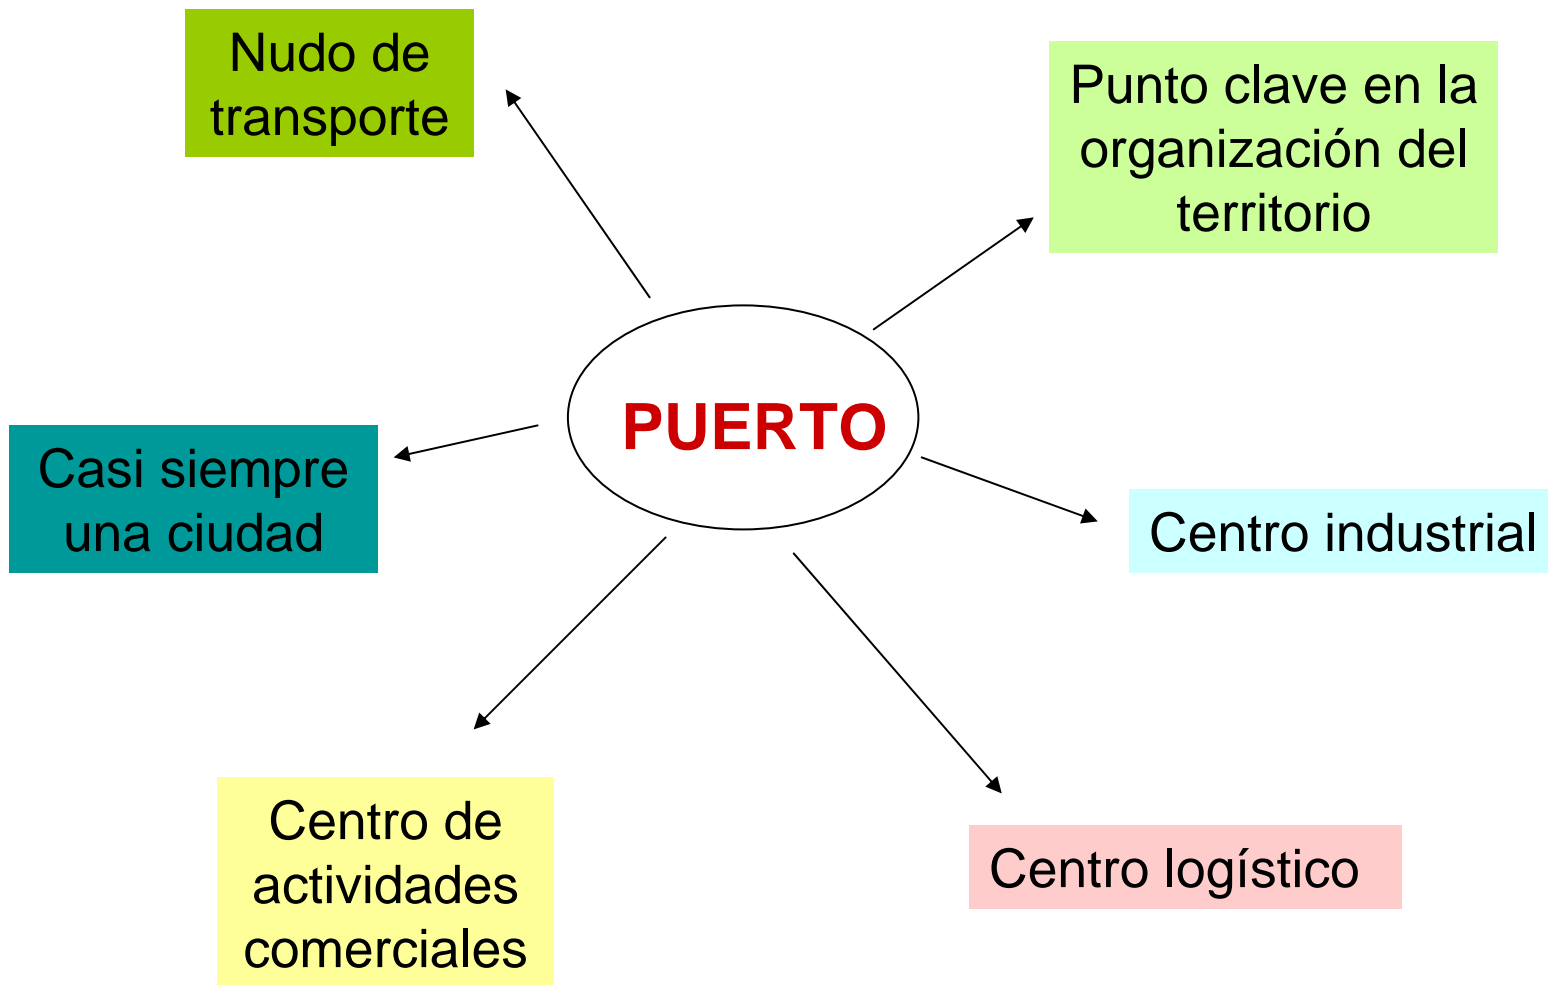 Nudo de
transporte
Punto clave en la
organización del
territorio
PUERTO
Casi siempre
una ciudad
Centro industrial
Centro de
actividades
comerciales
Centro logístico